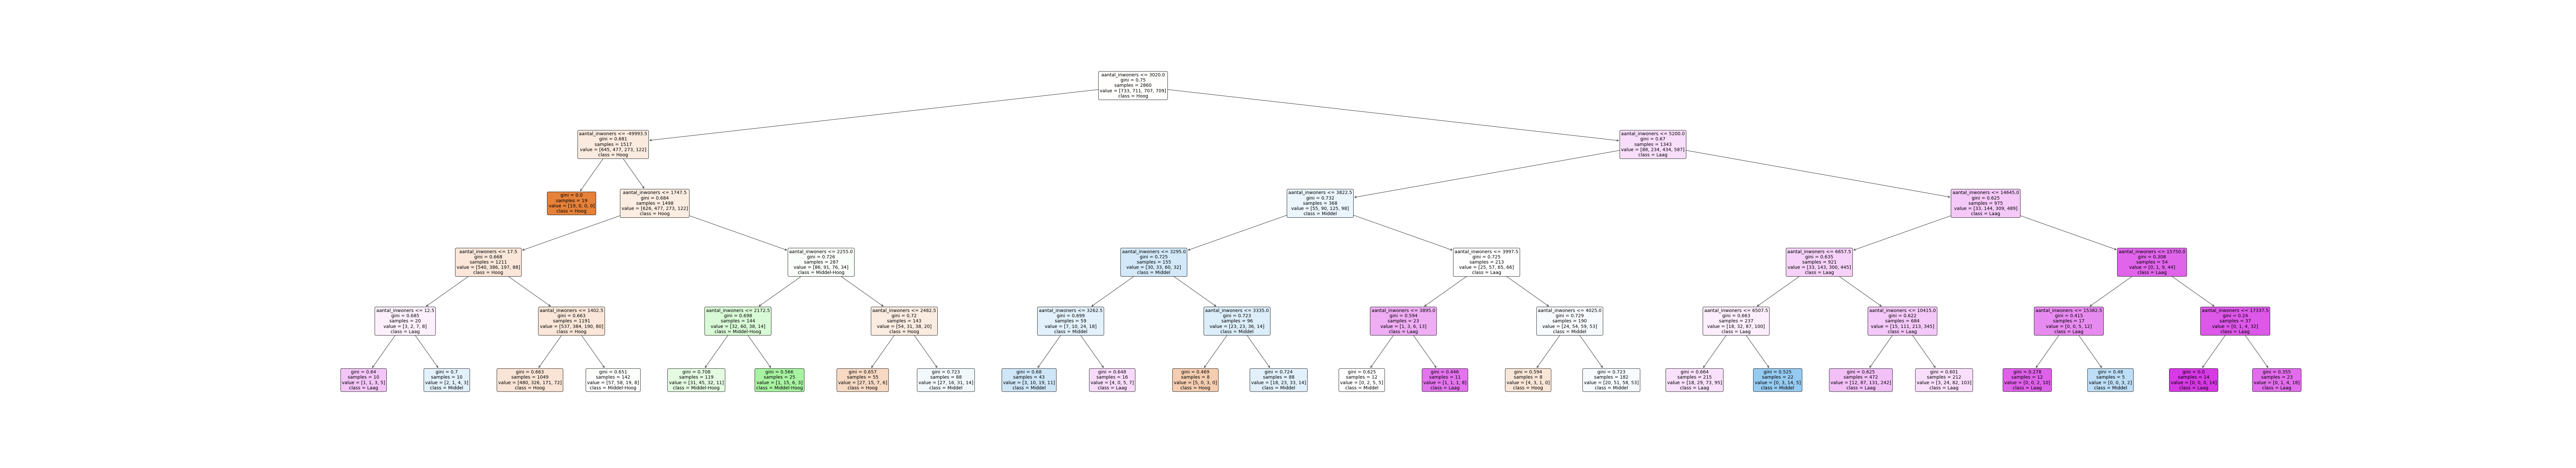 aantal_inwoners <= 3020.0
gini = 0.75
samples = 2860
value = [733, 711, 707, 709]
class = Hoog
aantal_inwoners <= -49993.5
gini = 0.681
samples = 1517
value = [645, 477, 273, 122]
class = Hoog
aantal_inwoners <= 5200.0
gini = 0.67
samples = 1343
value = [88, 234, 434, 587]
class = Laag
gini = 0.0
samples = 19
value = [19, 0, 0, 0]
class = Hoog
aantal_inwoners <= 1747.5
gini = 0.684
samples = 1498
value = [626, 477, 273, 122]
class = Hoog
aantal_inwoners <= 3822.5
gini = 0.732
samples = 368
value = [55, 90, 125, 98]
class = Middel
aantal_inwoners <= 14645.0
gini = 0.625
samples = 975
value = [33, 144, 309, 489]
class = Laag
aantal_inwoners <= 17.5
gini = 0.668
samples = 1211
value = [540, 386, 197, 88]
class = Hoog
aantal_inwoners <= 2255.0
gini = 0.726
samples = 287
value = [86, 91, 76, 34]
class = Middel-Hoog
aantal_inwoners <= 3295.0
gini = 0.725
samples = 155
value = [30, 33, 60, 32]
class = Middel
aantal_inwoners <= 3997.5
gini = 0.725
samples = 213
value = [25, 57, 65, 66]
class = Laag
aantal_inwoners <= 6657.5
gini = 0.635
samples = 921
value = [33, 143, 300, 445]
class = Laag
aantal_inwoners <= 15750.0
gini = 0.308
samples = 54
value = [0, 1, 9, 44]
class = Laag
aantal_inwoners <= 12.5
gini = 0.685
samples = 20
value = [3, 2, 7, 8]
class = Laag
aantal_inwoners <= 1402.5
gini = 0.663
samples = 1191
value = [537, 384, 190, 80]
class = Hoog
aantal_inwoners <= 2172.5
gini = 0.698
samples = 144
value = [32, 60, 38, 14]
class = Middel-Hoog
aantal_inwoners <= 2482.5
gini = 0.72
samples = 143
value = [54, 31, 38, 20]
class = Hoog
aantal_inwoners <= 3262.5
gini = 0.699
samples = 59
value = [7, 10, 24, 18]
class = Middel
aantal_inwoners <= 3335.0
gini = 0.723
samples = 96
value = [23, 23, 36, 14]
class = Middel
aantal_inwoners <= 3895.0
gini = 0.594
samples = 23
value = [1, 3, 6, 13]
class = Laag
aantal_inwoners <= 4025.0
gini = 0.729
samples = 190
value = [24, 54, 59, 53]
class = Middel
aantal_inwoners <= 6507.5
gini = 0.663
samples = 237
value = [18, 32, 87, 100]
class = Laag
aantal_inwoners <= 10415.0
gini = 0.622
samples = 684
value = [15, 111, 213, 345]
class = Laag
aantal_inwoners <= 15382.5
gini = 0.415
samples = 17
value = [0, 0, 5, 12]
class = Laag
aantal_inwoners <= 17337.5
gini = 0.24
samples = 37
value = [0, 1, 4, 32]
class = Laag
gini = 0.64
samples = 10
value = [1, 1, 3, 5]
class = Laag
gini = 0.7
samples = 10
value = [2, 1, 4, 3]
class = Middel
gini = 0.663
samples = 1049
value = [480, 326, 171, 72]
class = Hoog
gini = 0.651
samples = 142
value = [57, 58, 19, 8]
class = Middel-Hoog
gini = 0.708
samples = 119
value = [31, 45, 32, 11]
class = Middel-Hoog
gini = 0.566
samples = 25
value = [1, 15, 6, 3]
class = Middel-Hoog
gini = 0.657
samples = 55
value = [27, 15, 7, 6]
class = Hoog
gini = 0.723
samples = 88
value = [27, 16, 31, 14]
class = Middel
gini = 0.68
samples = 43
value = [3, 10, 19, 11]
class = Middel
gini = 0.648
samples = 16
value = [4, 0, 5, 7]
class = Laag
gini = 0.469
samples = 8
value = [5, 0, 3, 0]
class = Hoog
gini = 0.724
samples = 88
value = [18, 23, 33, 14]
class = Middel
gini = 0.625
samples = 12
value = [0, 2, 5, 5]
class = Middel
gini = 0.446
samples = 11
value = [1, 1, 1, 8]
class = Laag
gini = 0.594
samples = 8
value = [4, 3, 1, 0]
class = Hoog
gini = 0.723
samples = 182
value = [20, 51, 58, 53]
class = Middel
gini = 0.664
samples = 215
value = [18, 29, 73, 95]
class = Laag
gini = 0.525
samples = 22
value = [0, 3, 14, 5]
class = Middel
gini = 0.625
samples = 472
value = [12, 87, 131, 242]
class = Laag
gini = 0.601
samples = 212
value = [3, 24, 82, 103]
class = Laag
gini = 0.278
samples = 12
value = [0, 0, 2, 10]
class = Laag
gini = 0.48
samples = 5
value = [0, 0, 3, 2]
class = Middel
gini = 0.0
samples = 14
value = [0, 0, 0, 14]
class = Laag
gini = 0.355
samples = 23
value = [0, 1, 4, 18]
class = Laag